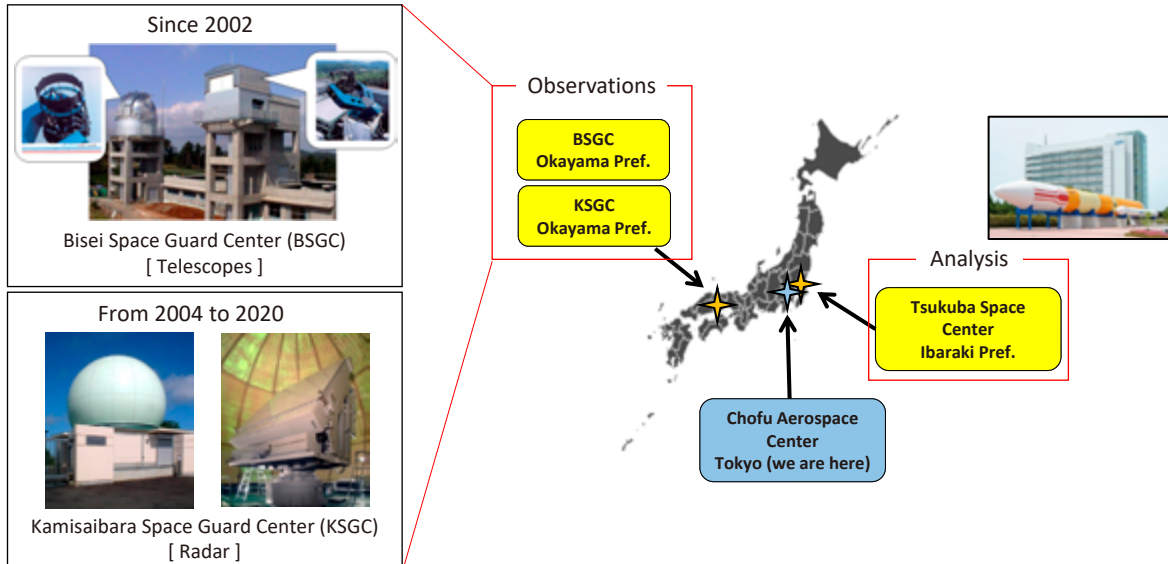 Since 2002
Bisei Space Guard Center (BSGC)
[ Telescopes ]
From 2004 to 2020
Kamisaibara Space Guard Center (KSGC)
[ Radar ]
Observations
BSGC
Okayama Pref.
KSGC
Okayama Pref.
Analysis
Tsukuba Space
Center
Ibaraki Pref.
Chofu Aerospace
Center
Tokyo (we are here)